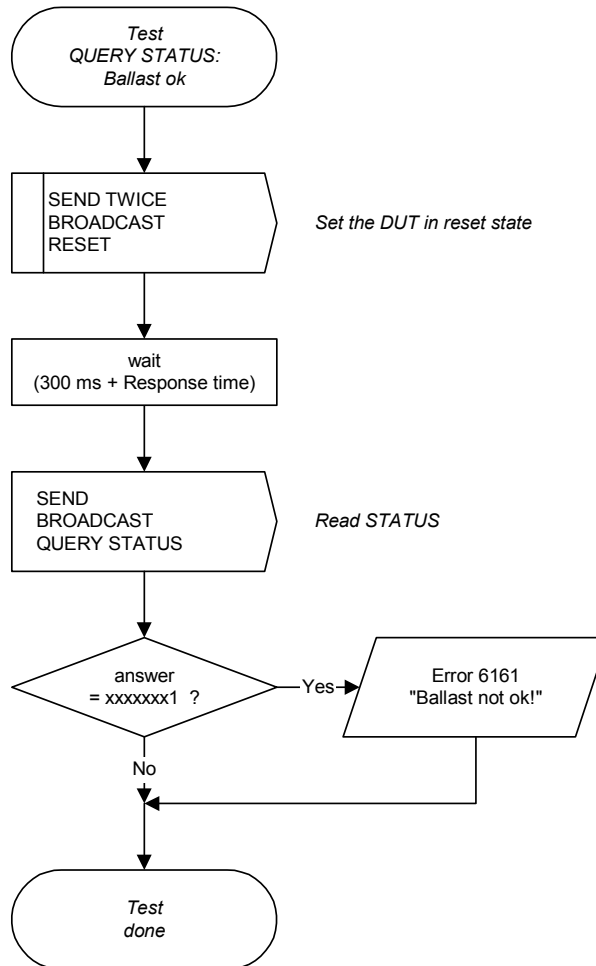 Test
QUERY STATUS:
Ballast ok
SEND TWICE
BROADCAST
RESET
Set the DUT in reset state
wait
(300 ms + Response time)
SEND
BROADCAST
QUERY STATUS
Read STATUS
answer
= xxxxxxx1 ?
Yes
Error 6161
"Ballast not ok!"
No
Test
done